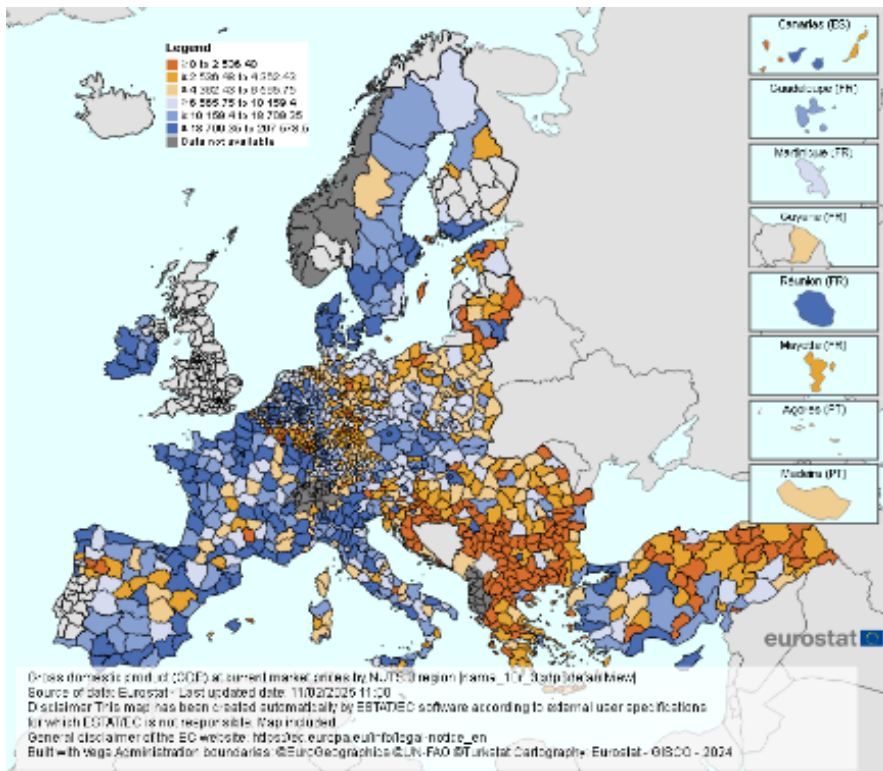 Legend
Data not available
Canarias (ES)
Guadeloupe (FR)
Martinique (FR)
Guyane (FR)
Réunion (FR)
Mayotte (FR)
Açores (PT)
Madeira (PT)
eurostat
Gross domestic product (GDP) at current market prices by NUTS 3 region
Source of data: Eurostat - Last updated date: 11/02/2025 11:00
Disclaimer: This map has been created automatically by ESTAT/EC software according to external user specifications
for which ESTAT/EC is not responsible. Map included.
General disclaimer of the EC website: https://ec.europa.eu/info/legal-notice_en
Built with Vega. Administration boundaries: ©EuroGeographics ©UN-FAO ©Turkstat Cartography: Eurostat - GISCO - 2024